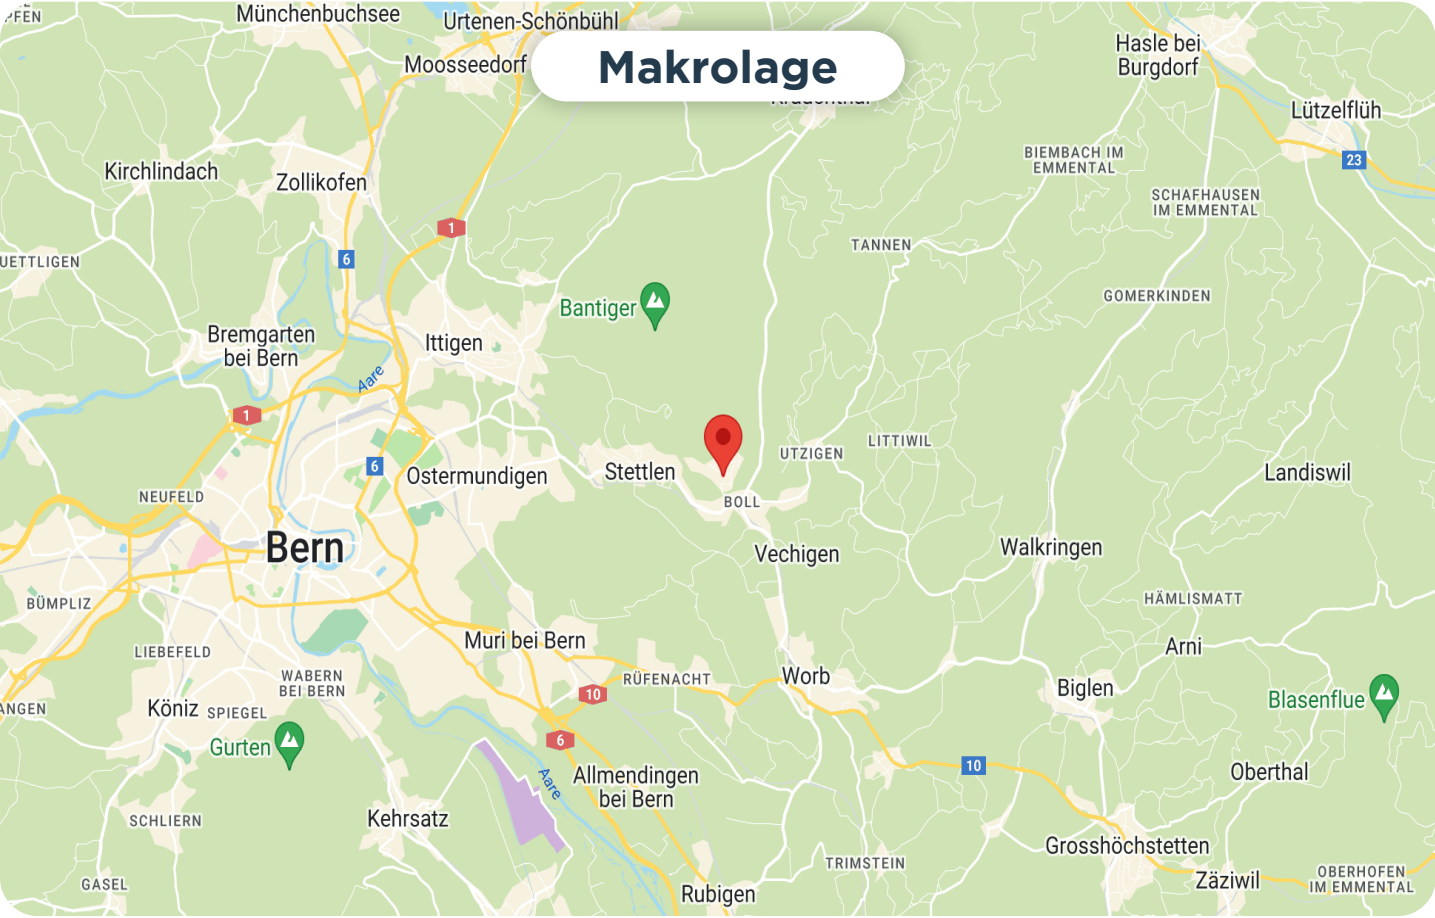 PFEN
Münchenbuchsee
Urtenen-Schönbühl
Moosseedorf
Makrolage
Hasle bei
Burgdorf
Lützelflüh
Kirchlindach
Zollikofen
BIEMBACH IM
EMMENTAL
23
SCHAFHAUSEN
IM EMMENTAL
1
TANNEN
UETTLIGEN
6
GOMERKINDEN
Bantiger
Bremgarten
bei Bern
Ittigen
Aare
1
LITTIWIL
UTZIGEN
6
Ostermundigen
Stettlen
Landiswil
NEUFELD
BOLL
Bern
Vechigen
Walkringen
BÜMPLIZ
HÄMLISMATT
Muri bei Bern
Arni
LIEBEFELD
WABERN
BEI BERN
RÜFENACHT
Worb
Biglen
10
Blasenflue
ANGEN
Köniz
SPIEGEL
Gurten
6
10
Oberthal
Aare
Allmendingen
bei Bern
SCHLIERN
Kehrsatz
Grosshöchstetten
TRIMSTEIN
GASEL
Rubigen
Zäziwil
OBERHOFEN
IM EMMENTAL